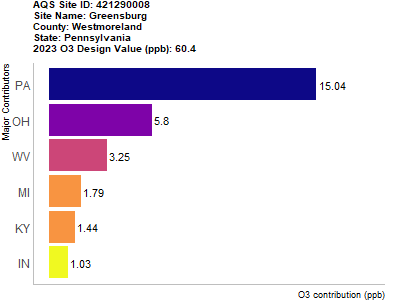 AQS Site ID: 421290008
Site Name: Greensburg
County: Westmoreland
State: Pennsylvania
2023 O3 Design Value (ppb): 60.4
Major Contributors
PA 15.04
OH 5.8
WV 3.25
MI 1.79
KY 1.44
IN 1.03
O3 contribution (ppb)